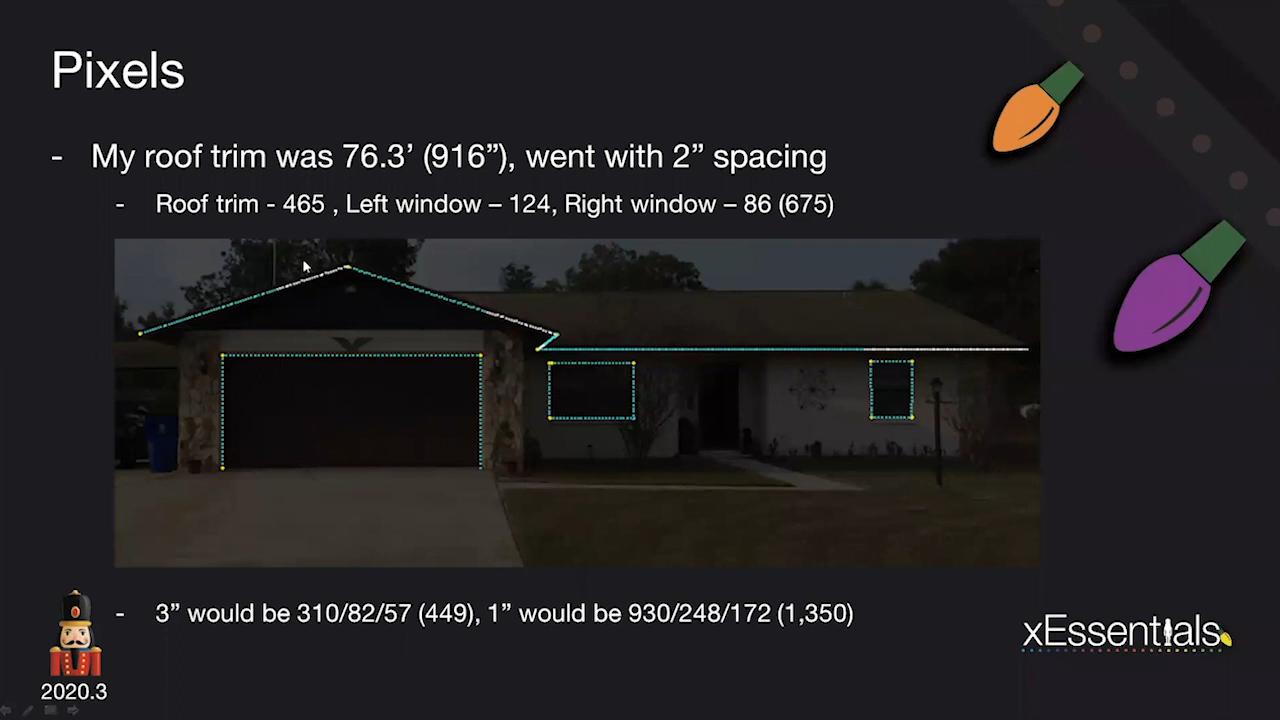 Pixels
- My roof trim was 76.3’ (916”), went with 2” spacing
- Roof trim - 465 , Left window – 124, Right window – 86 (675)
- 3” would be 310/82/57 (449), 1” would be 930/248/172 (1,350)
xEssentials
2020.3